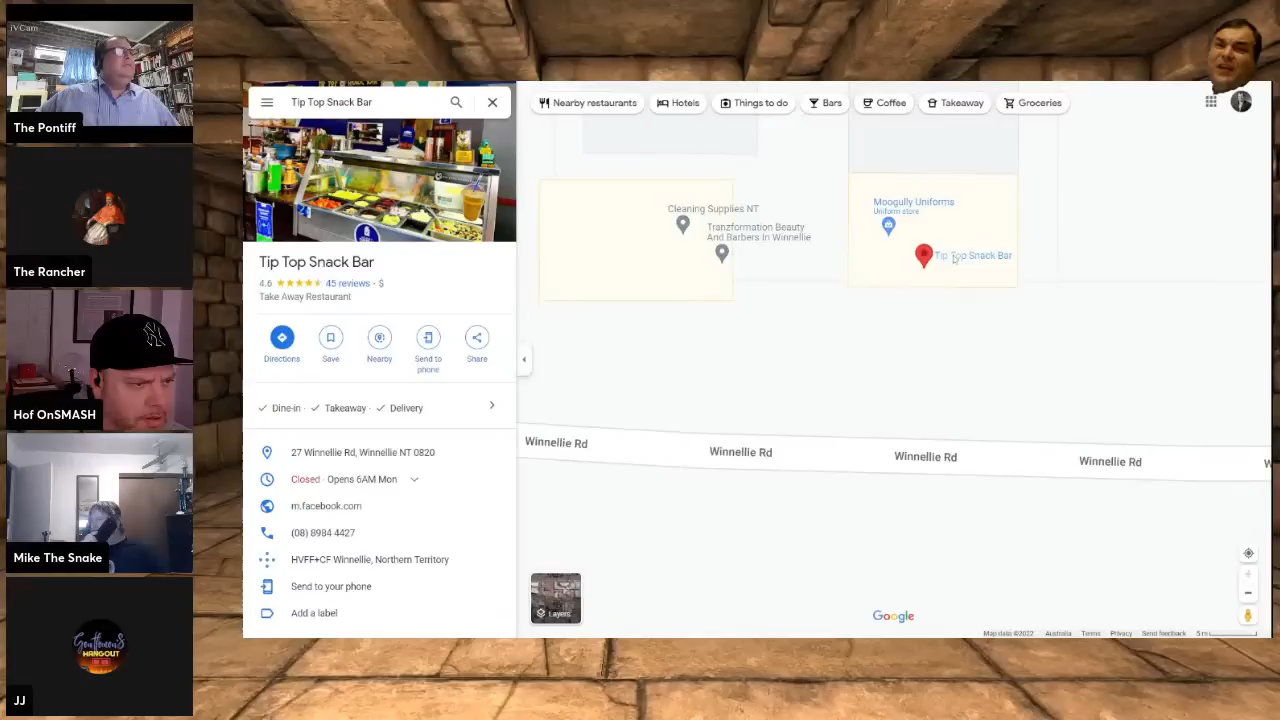 iVCam
The Pontiff
The Rancher
Hof OnSMASH
Mike The Snake
Gentlemen's
HANGOUT
JJ
Tip Top Snack Bar
Tip Top Snack Bar
4.6
45 reviews · $
Take Away Restaurant
Directions
Save
Nearby
Send to
phone
Share
Dine-in · Takeaway · Delivery
27 Winnellie Rd, Winnellie NT 0820
Closed · Opens 6AM Mon
m.facebook.com
(08) 8984 4427
HVFF+CF Winnellie, Northern Territory
Send to your phone
Add a label
Nearby restaurants
Hotels
Things to do
Bars
Coffee
Takeaway
Groceries
Cleaning Supplies NT
Tranzformation Beauty
And Barbers In Winnellie
Moogully Uniforms
Uniform store
Tip Top Snack Bar
Winnellie Rd
Winnellie Rd
Winnellie Rd
Winnellie Rd
W
Layers
Google
Map data ©2022 Australia Terms Privacy Send feedback 5 m